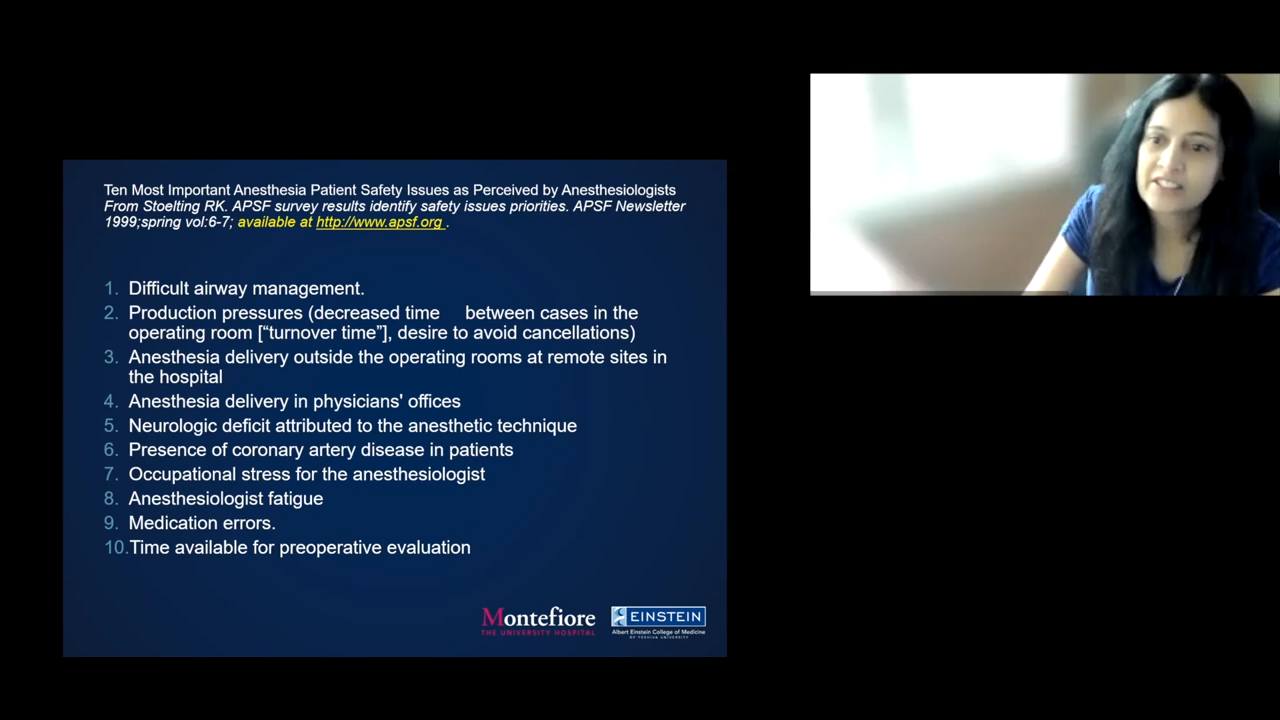 Ten Most Important Anesthesia Patient Safety Issues as Perceived by Anesthesiologists
From Stoelting RK. APSF survey results identify safety issues priorities. APSF Newsletter
1999;spring vol:6-7; available at http://www.apsf.org .
1. Difficult airway management.
2. Production pressures (decreased time between cases in the
operating room ["turnover time"], desire to avoid cancellations)
3. Anesthesia delivery outside the operating rooms at remote sites in
the hospital
4. Anesthesia delivery in physicians' offices
5. Neurologic deficit attributed to the anesthetic technique
6. Presence of coronary artery disease in patients
7. Occupational stress for the anesthesiologist
8. Anesthesiologist fatigue
9. Medication errors.
10.Time available for preoperative evaluation
Montefiore
THE UNIVERSITY HOSPITAL
EINSTEIN
Albert Einstein College of Medicine
OF YESHIVA UNIVERSITY